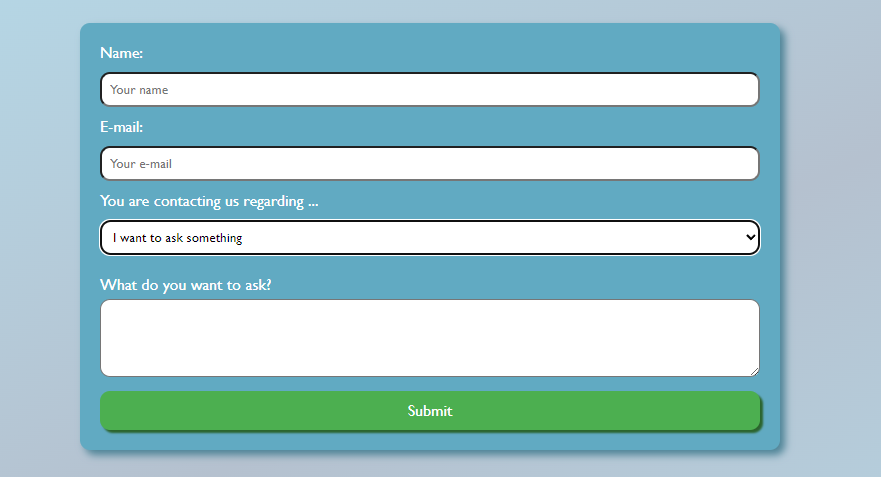 Name:
Your name
E-mail:
Your e-mail
You are contacting us regarding ...
I want to ask something
What do you want to ask?
Submit